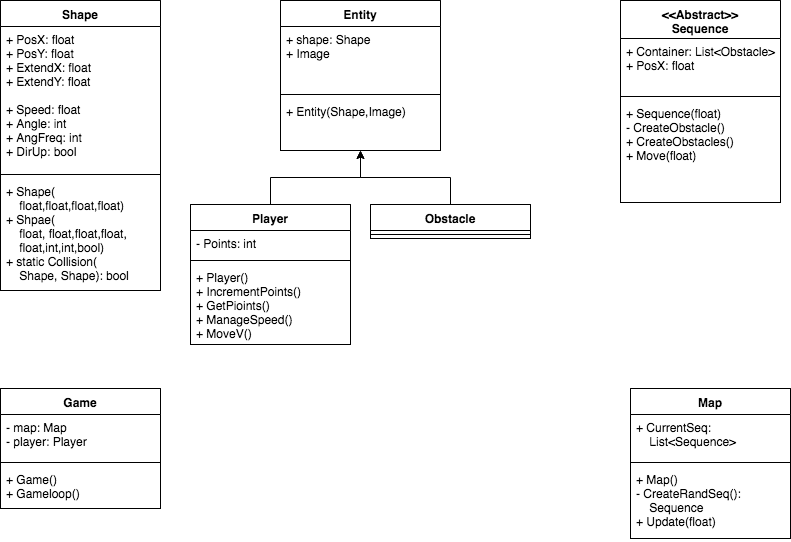 Shape
+ PosX: float
+ PosY: float
+ ExtendX: float
+ ExtendY: float
+ Speed: float
+ Angle: int
+ AngFreq: int
+ DirUp: bool
+ Shape(
float,float,float,float)
+ Shpae(
float, float,float,float,
float,int,int,bool)
+ static Collision(
Shape, Shape): bool
Entity
+ shape: Shape
+ Image
+ Entity(Shape,Image)
<<Abstract>>
Sequence
+ Container: List<Obstacle>
+ PosX: float
+ Sequence(float)
- CreateObstacle()
+ CreateObstacles()
+ Move(float)
Player
- Points: int
+ Player()
+ IncrementPoints()
+ GetPioints()
+ ManageSpeed()
+ MoveV()
Obstacle
Game
- map: Map
- player: Player
+ Game()
+ Gameloop()
Map
+ CurrentSeq:
List<Sequence>
+ Map()
- CreateRandSeq():
Sequence
+ Update(float)